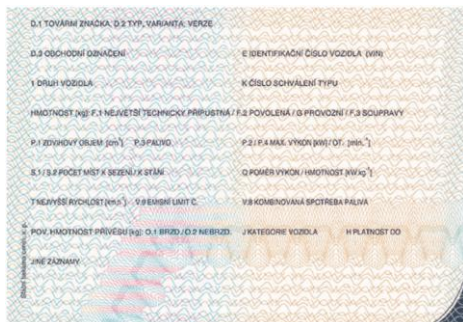 D.1 TOVÁRNÍ ZNAČKA, D.2 TYP, VARIANTA, VERZE
D.3 OBCHODNÍ OZNAČENÍ E IDENTIFIKAČNÍ ČÍSLO VOZIDLA (VIN)
1 DRUH VOZIDLA K ČÍSLO SCHVÁLENÍ TYPU
HMOTNOST [kg]: F.1 NEJVĚTŠÍ TECHNICKY PŘÍPUSTNÁ / F.2 POVOLENÁ / G PROVOZNÍ / F.3 SOUPRAVY
P.1 ZDVIHOVÝ OBJEM [cm³] P.3 PALIVO P.2 / P.4 MAX. VÝKON [kW] / OT. [min.⁻¹]
S.1 / S.2 POČET MÍST K SEZENÍ / K STÁNÍ Q POMĚR VÝKON / HMOTNOST [kW.kg⁻¹]
T NEJVYŠŠÍ RYCHLOST [km.h⁻¹] V.9 EMISNÍ LIMIT Č. V.8 KOMBINOVANÁ SPOTŘEBA PALIVA
POV. HMOTNOST PŘÍVĚSU [kg]: O.1 BRZD./ O.2 NEBRZD. J KATEGORIE VOZIDLA H PLATNOST DO
JINÉ ZÁZNAMY